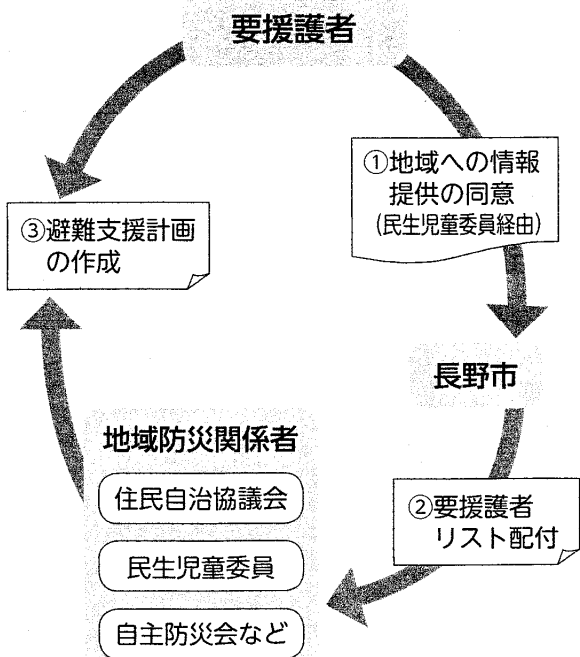 要援護者
①地域への情報
提供の同意
(民生児童委員経由)
長野市
②要援護者
リスト配付
地域防災関係者
住民自治協議会
民生児童委員
自主防災会など
③避難支援計画
の作成